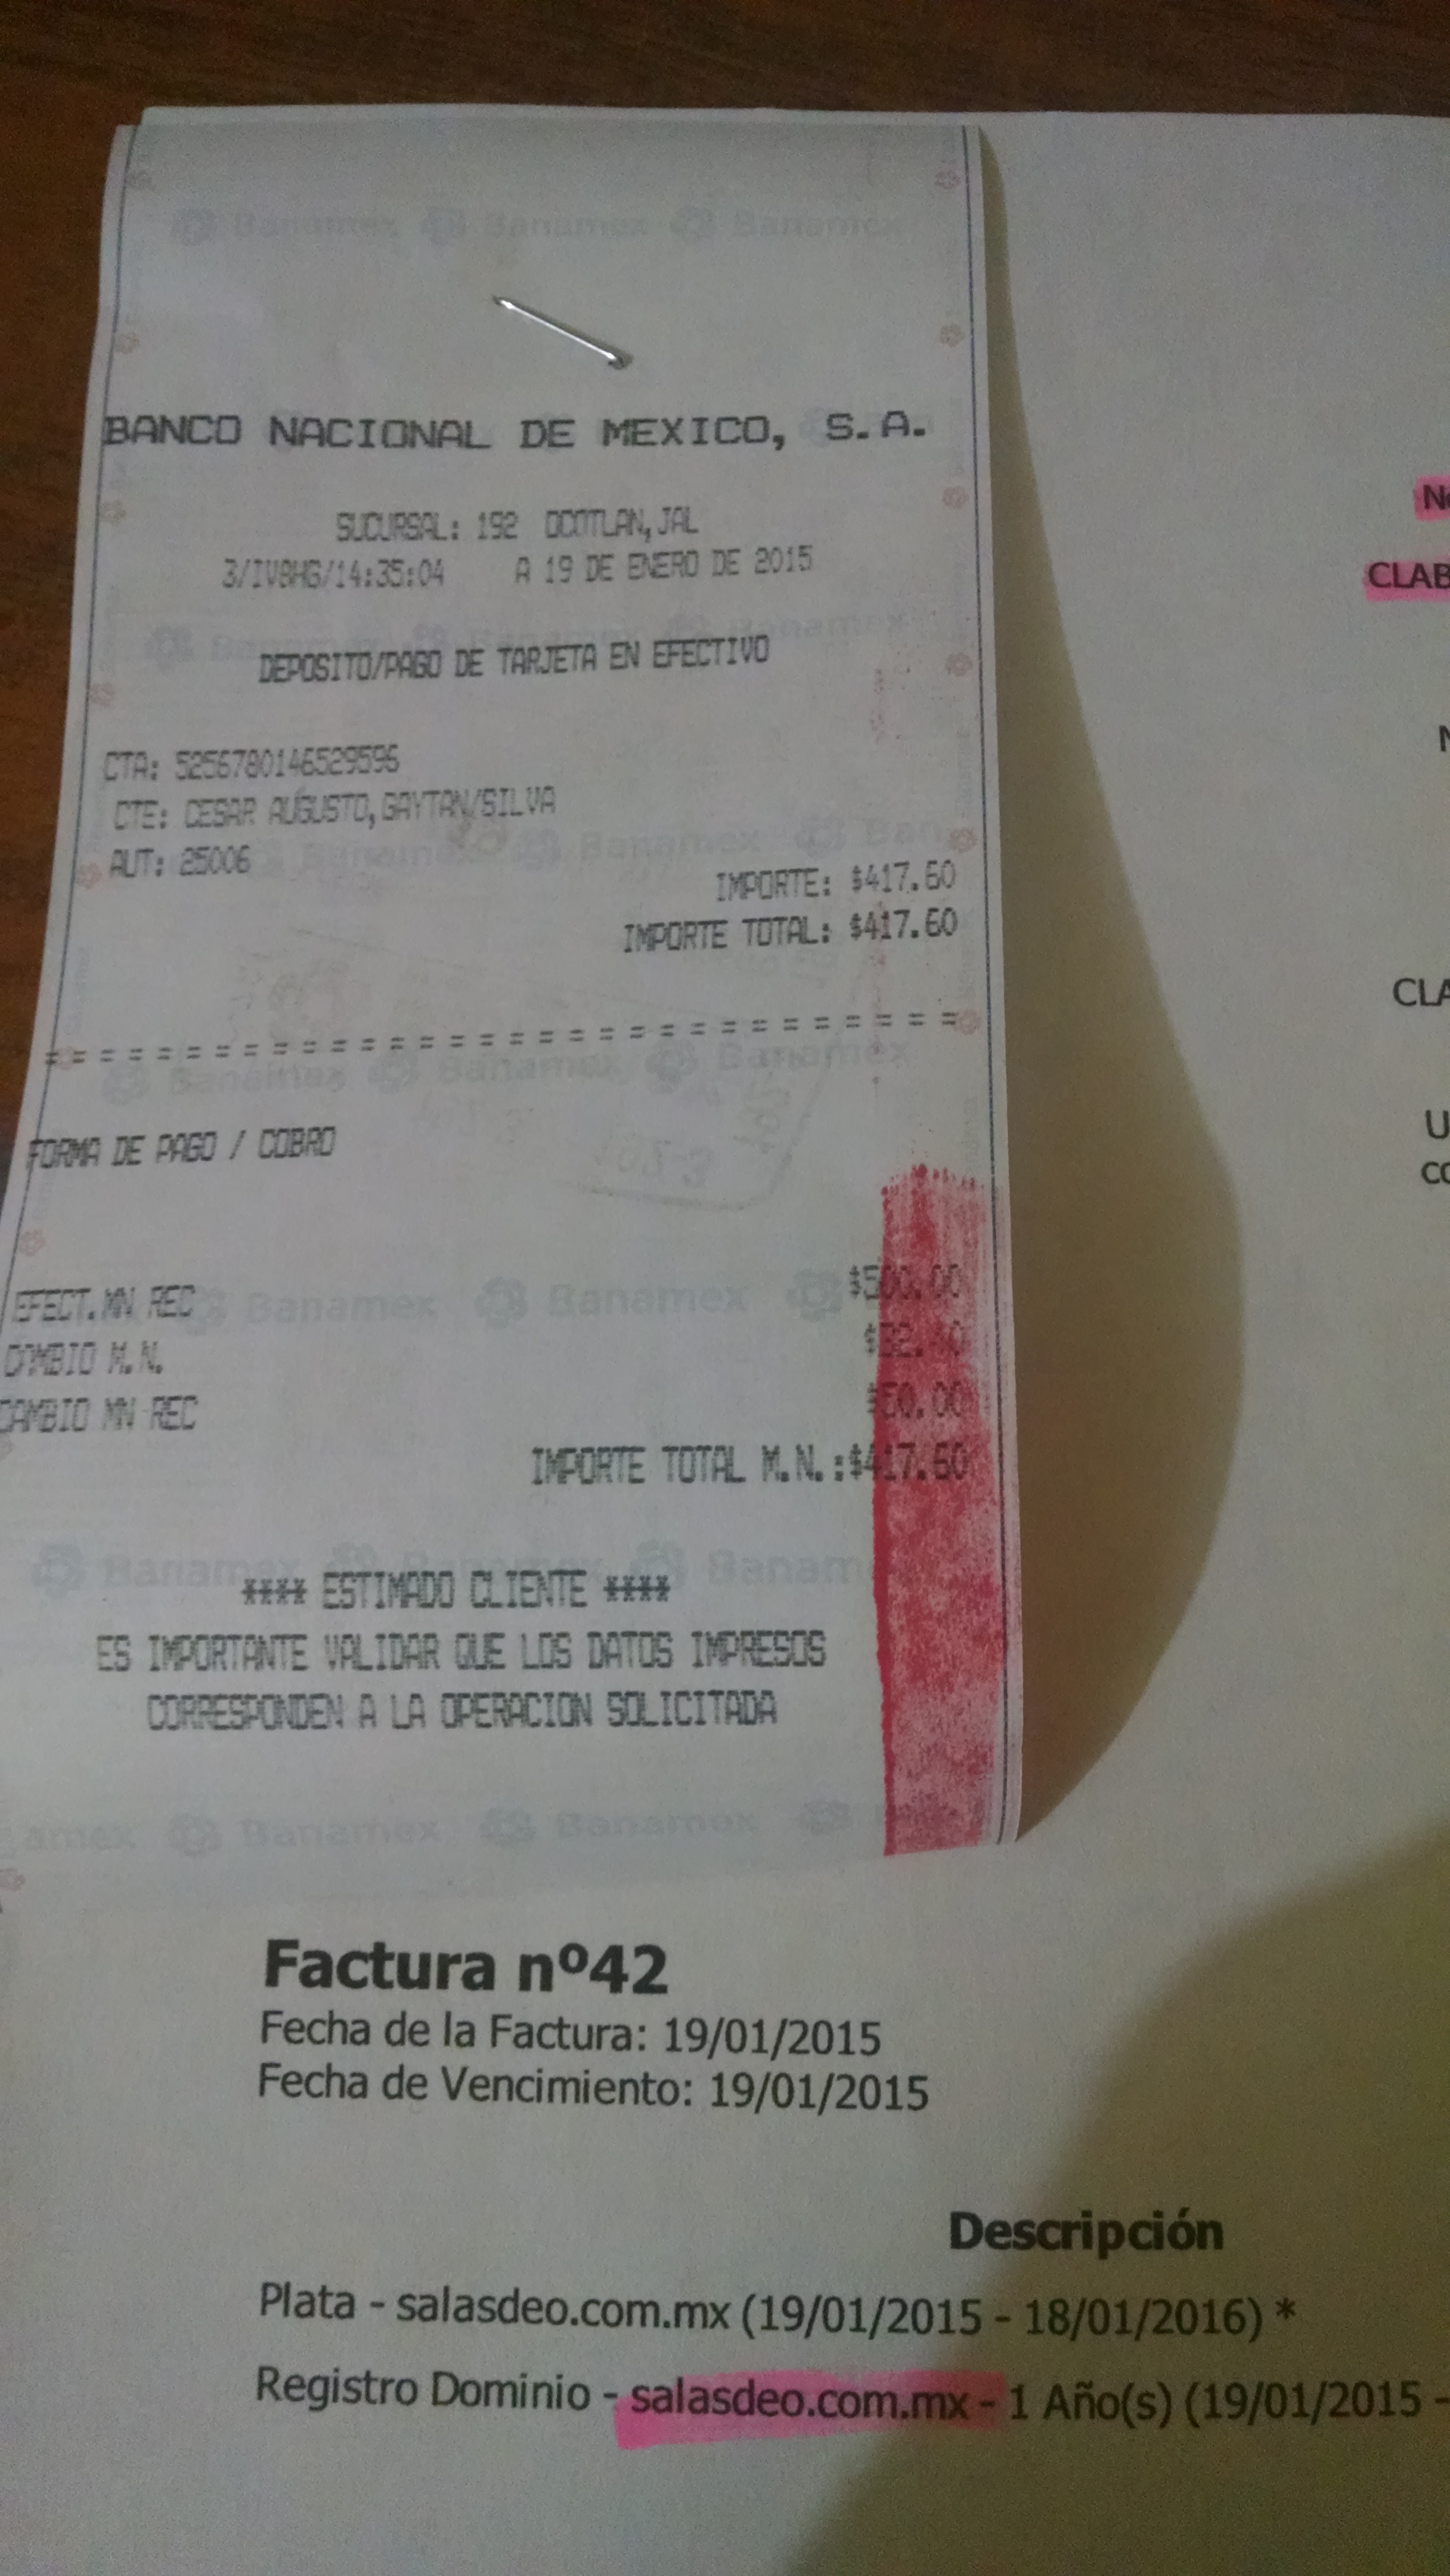 Banamex Banamex Banamex
BANCO NACIONAL DE MEXICO, S.A.
SUCURSAL: 192 OCOTLAN,JAL
3/IV8HG/14:35:04 A 19 DE ENERO DE 2015
DEPOSITO/PAGO DE TARJETA EN EFECTIVO
CTA: 5256780146529596
CTE: CESAR AUGUSTO,GAYTAN/SILVA
AUT: 25006
IMPORTE: $417.60
IMPORTE TOTAL: $417.60
==============================
FORMA DE PAGO / COBRO
EFECT.MN REC $500.00
CAMBIO M.N.
CAMBIO MN REC $50.00
IMPORTE TOTAL M.N.:$417.60
**** ESTIMADO CLIENTE ****
ES IMPORTANTE VALIDAR QUE LOS DATOS IMPRESOS
CORRESPONDEN A LA OPERACION SOLICITADA
CLAB
CLA
Factura nº42
Fecha de la Factura: 19/01/2015
Fecha de Vencimiento: 19/01/2015
Descripción
Plata - salasdeo.com.mx (19/01/2015 - 18/01/2016) *
Registro Dominio - salasdeo.com.mx - 1 Año(s) (19/01/2015 -